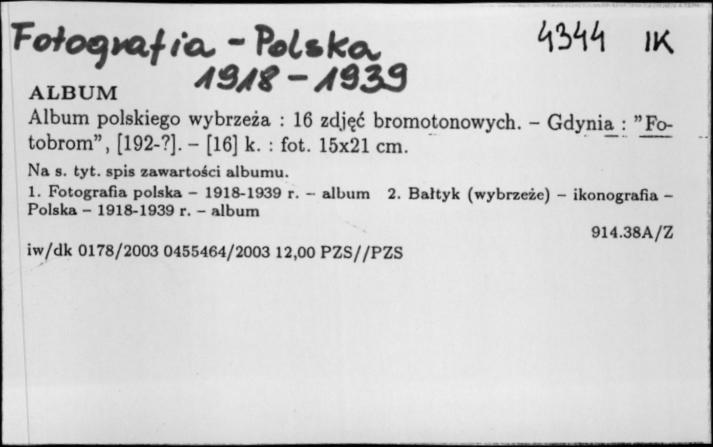 Fotografia - Polska 4344 IK
1918 - 1939
ALBUM
Album polskiego wybrzeża : 16 zdjęć bromotonowych. – Gdynia : ”Fo-
tobrom”, [192-?]. – [16] k. : fot. 15x21 cm.
Na s. tyt. spis zawartości albumu.
1. Fotografia polska – 1918-1939 r. – album 2. Bałtyk (wybrzeże) – ikonografia –
Polska – 1918-1939 r. – album
914.38A/Z
iw/dk 0178/2003 0455464/2003 12,00 PZS//PZS